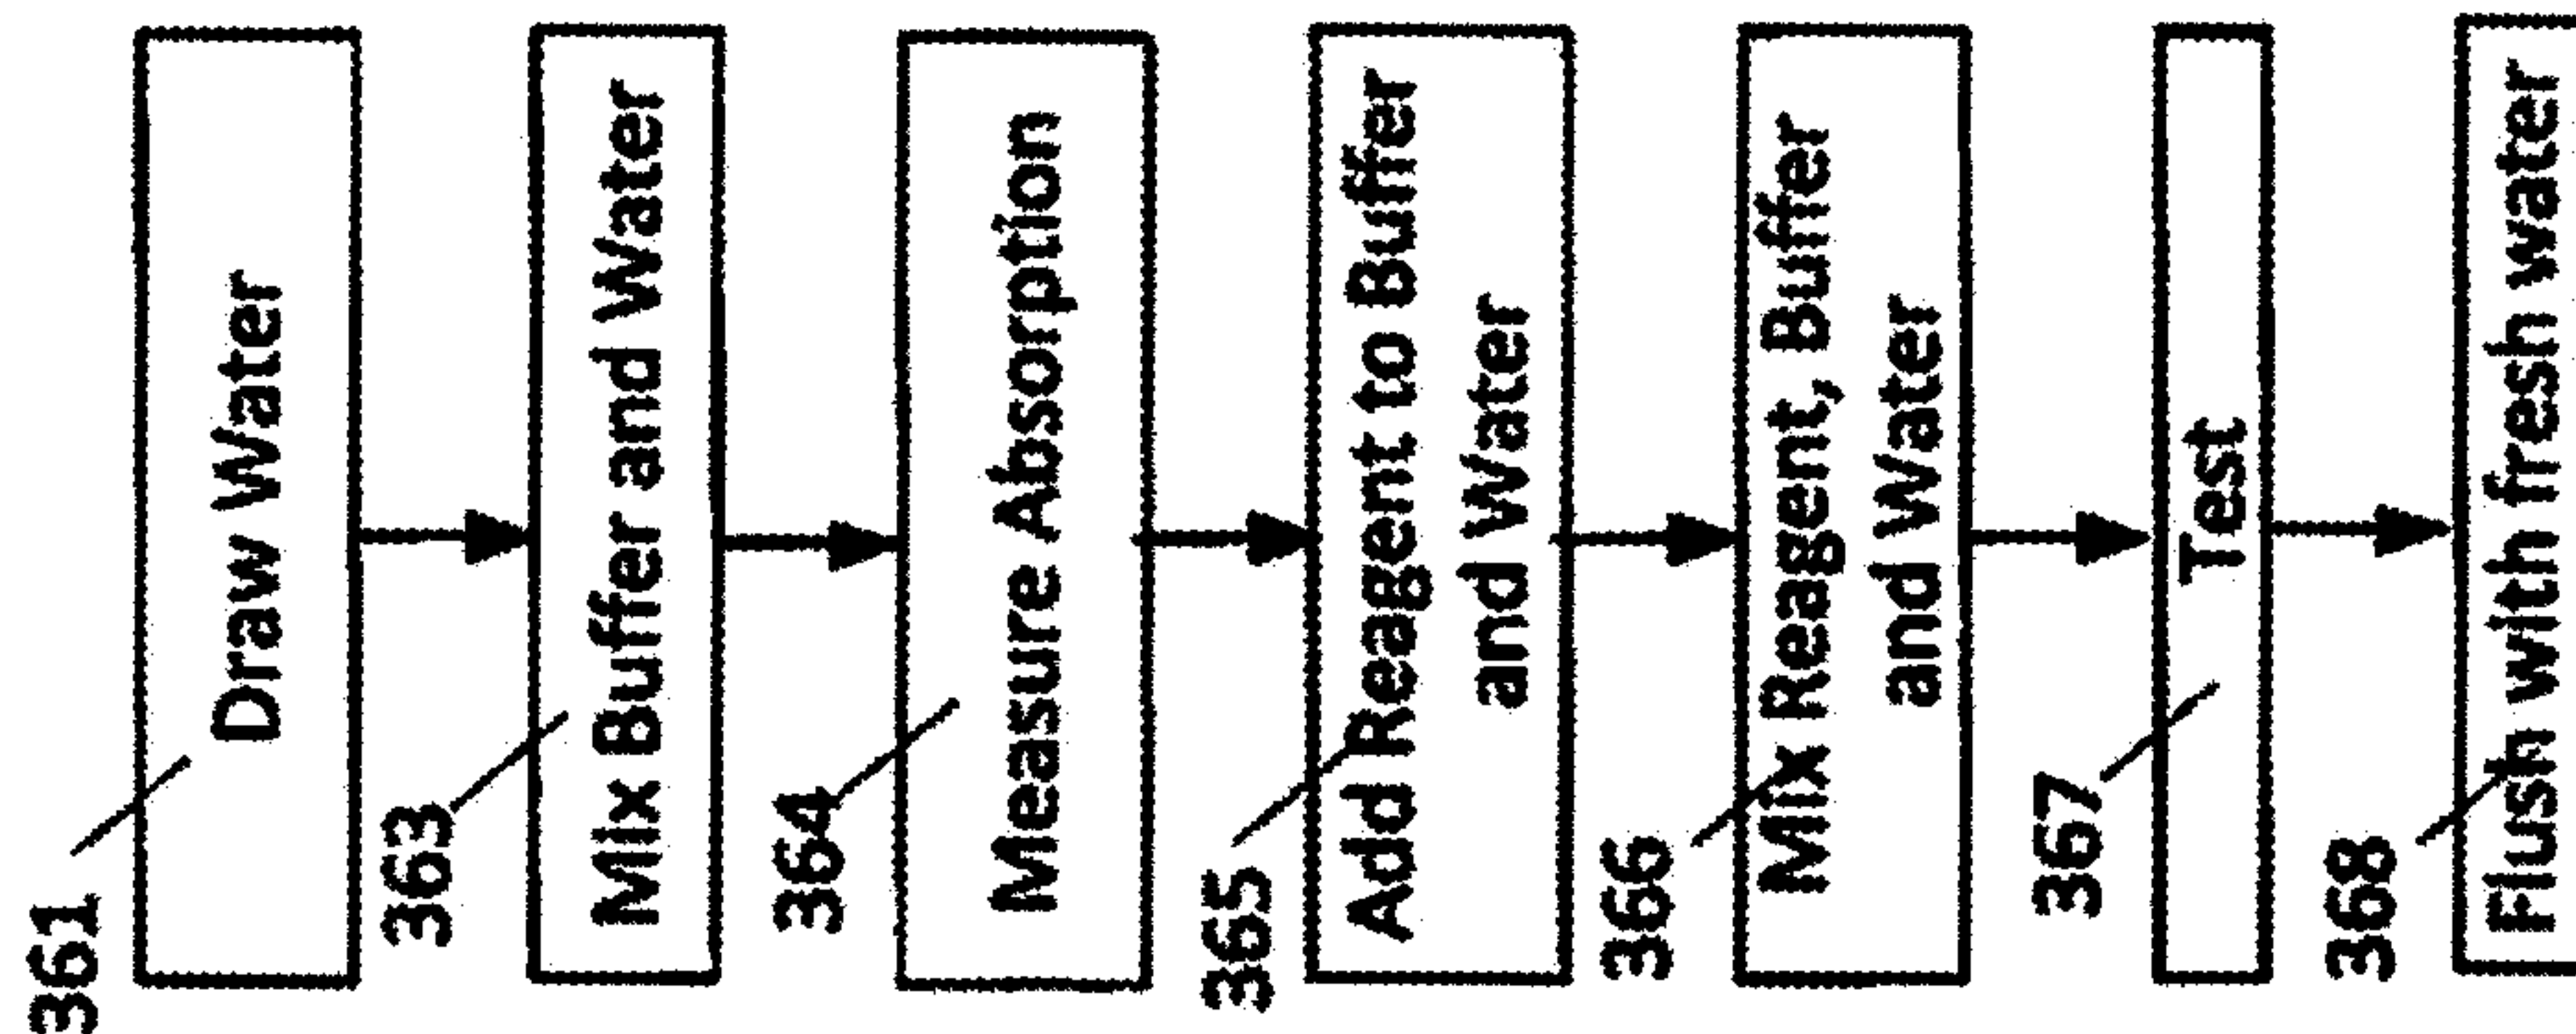 361
Draw Water
363
Mix Buffer and Water
364
Measure Absorption
365
Add Reagent to Buffer
and Water
366
Mix Reagent, Buffer
and Water
367
Test
368
Flush with fresh water